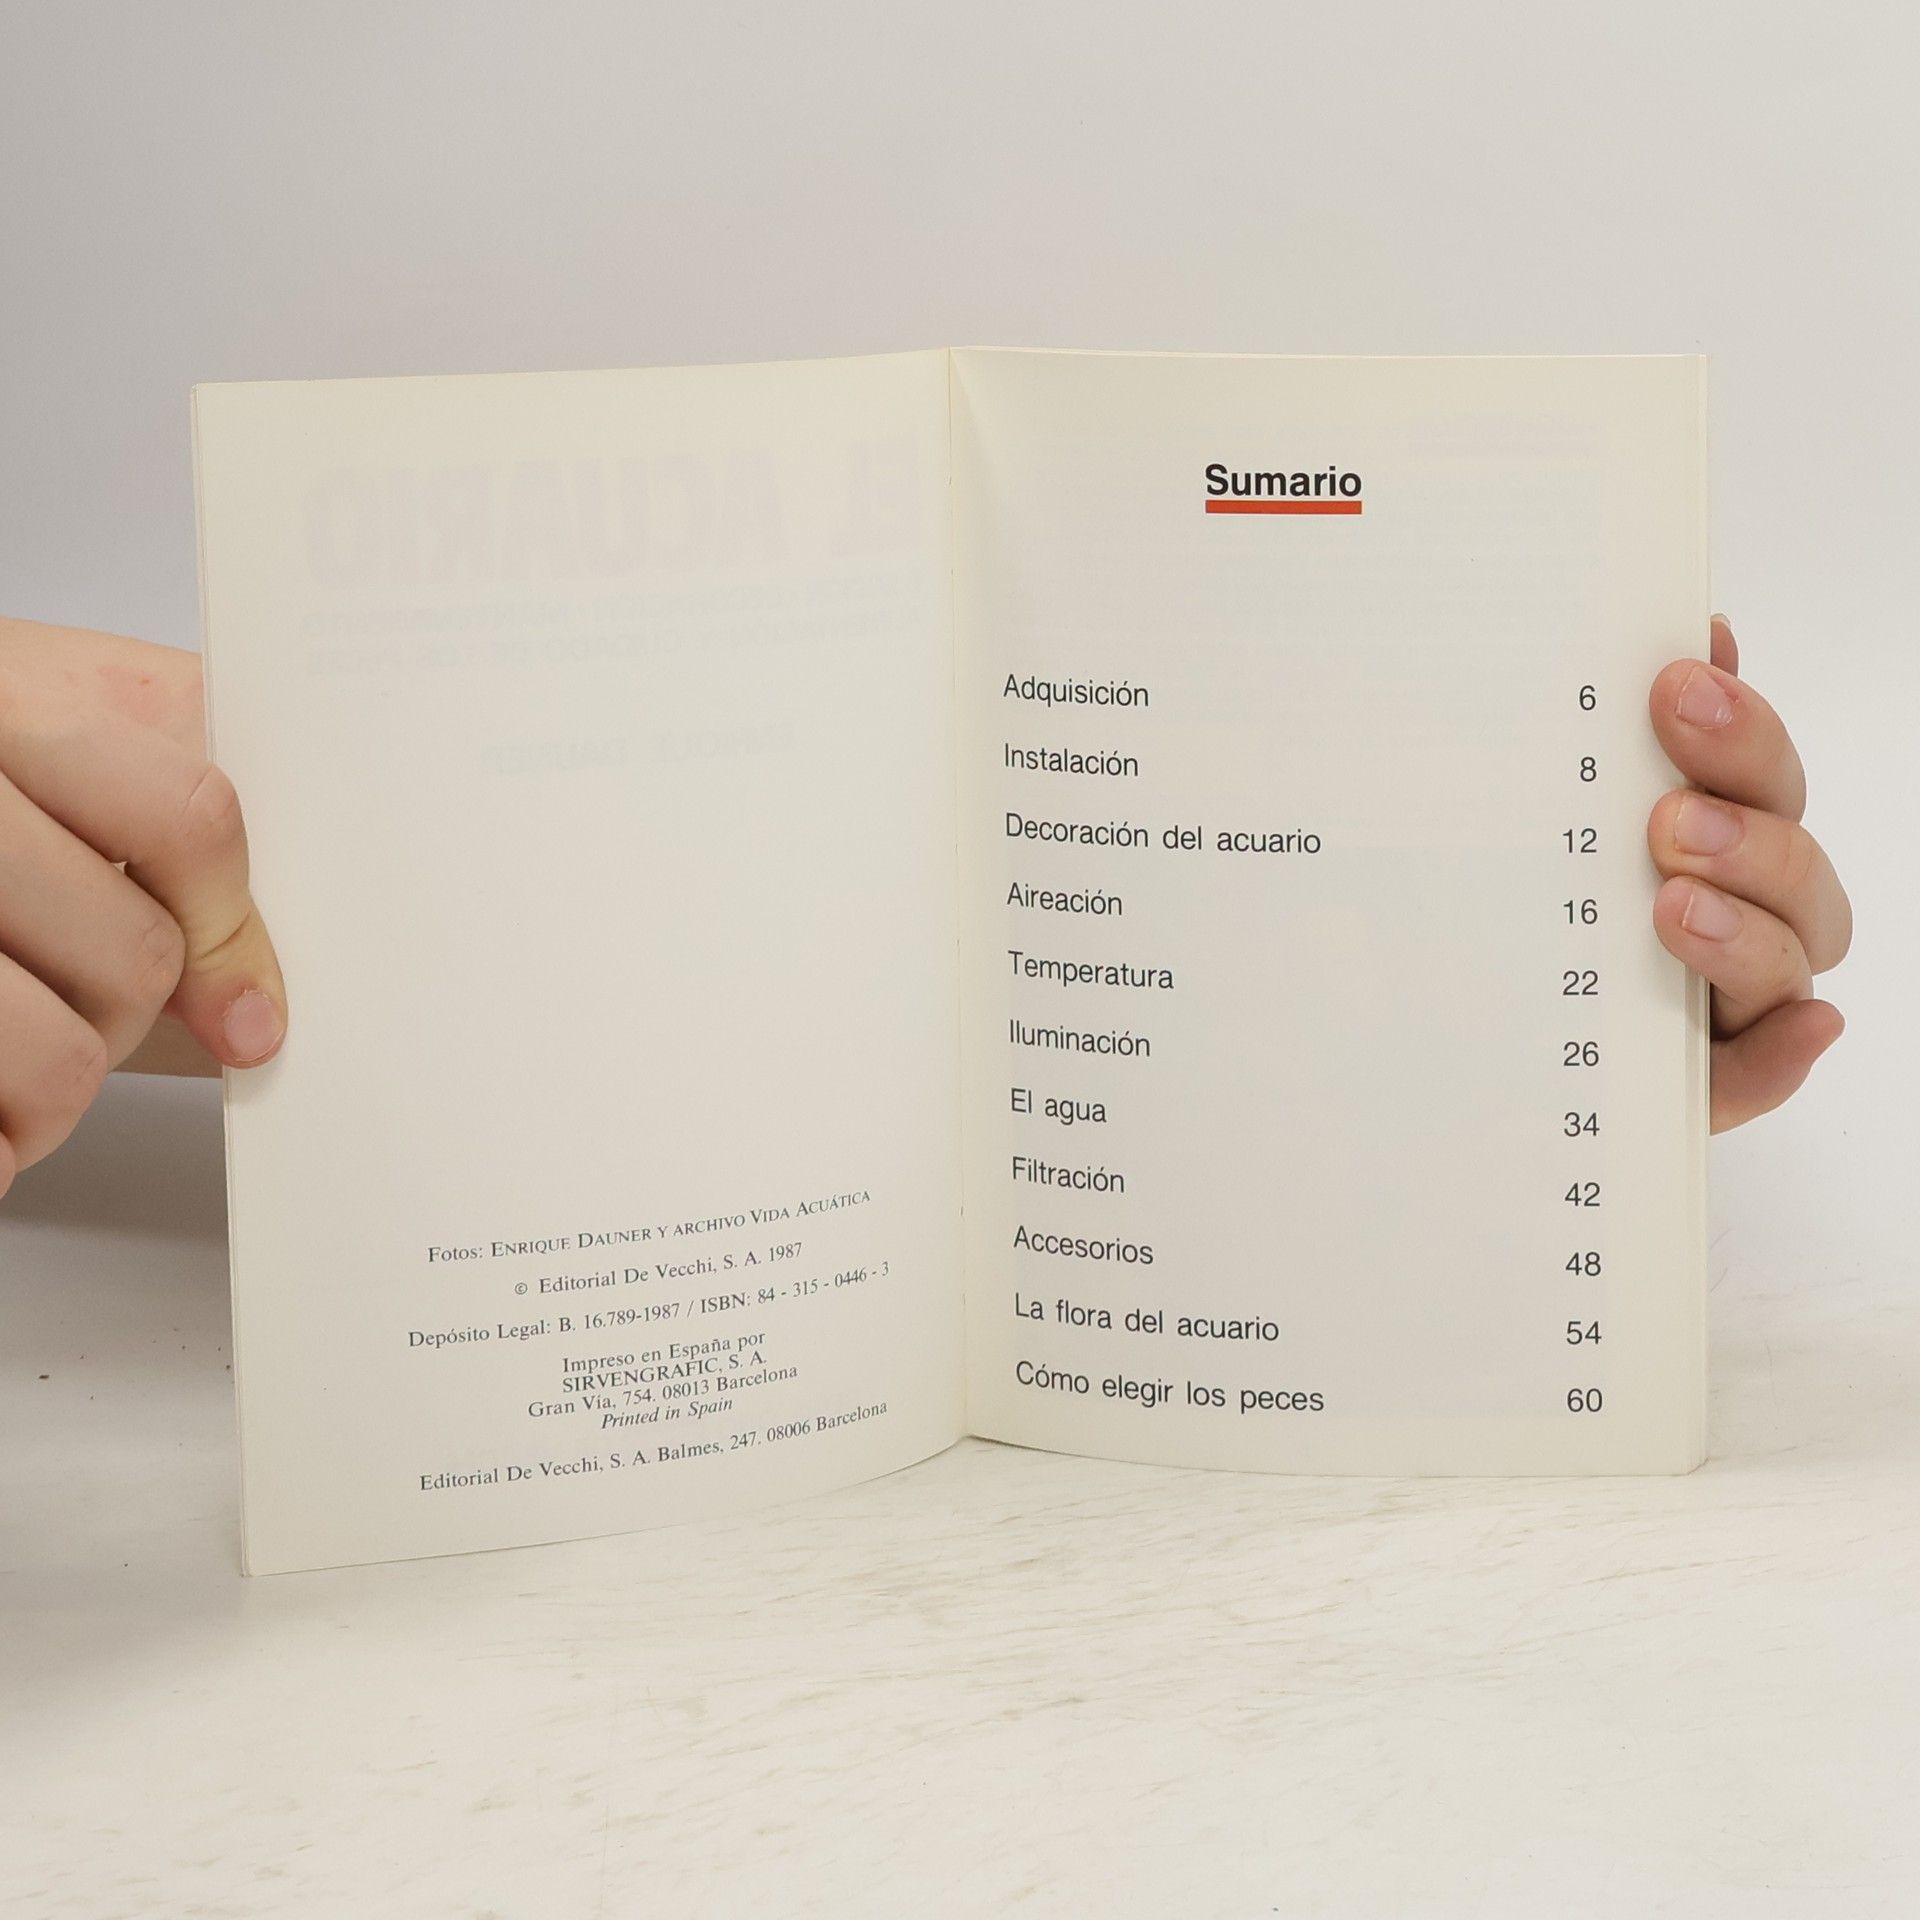 Fotos: ENRIQUE DAUNER Y ARCHIVO VIDA ACUÁTICA
© Editorial De Vecchi, S. A. 1987
Depósito Legal: B. 16.789-1987 / ISBN: 84 - 315 - 0446 - 3
Impreso en España por
SIRVENGRAFIC, S. A.
Gran Vía, 754. 08013 Barcelona
Printed in Spain
Editorial De Vecchi, S. A. Balmes, 247. 08006 Barcelona
Sumario
Adquisición 6
Instalación 8
Decoración del acuario 12
Aireación 16
Temperatura 22
Iluminación 26
El agua 34
Filtración 42
Accesorios 48
La flora del acuario 54
Cómo elegir los peces 60